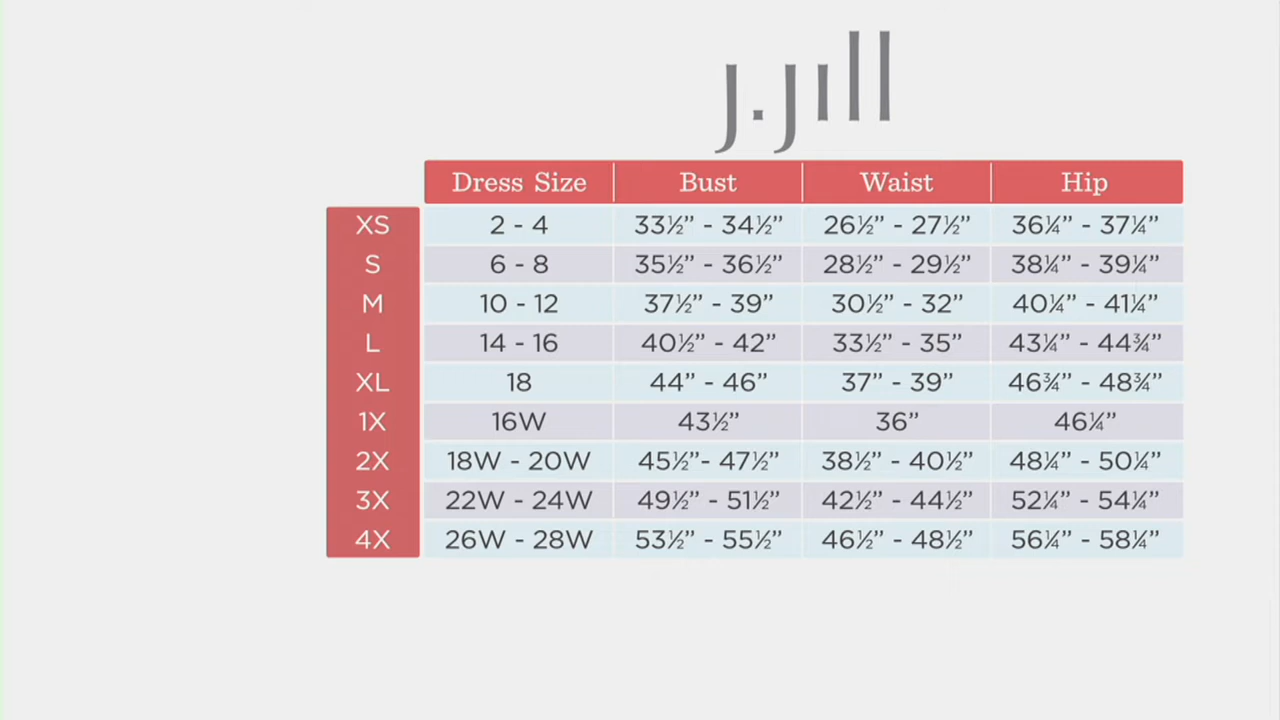 J.Jill
Dress Size Bust Waist Hip
XS 2 - 4 33½” - 34½” 26½” - 27½” 36¼” - 37¼”
S 6 - 8 35½” - 36½” 28½” - 29½” 38¼” - 39¼”
M 10 - 12 37½” - 39” 30½” - 32” 40¼” - 41¼”
L 14 - 16 40½” - 42” 33½” - 35” 43¼” - 44¾”
XL 18 44” - 46” 37” - 39” 46¾” - 48¾”
1X 16W 43½” 36” 46¼”
2X 18W - 20W 45½”- 47½” 38½” - 40½” 48¼” - 50¼”
3X 22W - 24W 49½” - 51½” 42½” - 44½” 52¼” - 54¼”
4X 26W - 28W 53½” - 55½” 46½” - 48½” 56¼” - 58¼”